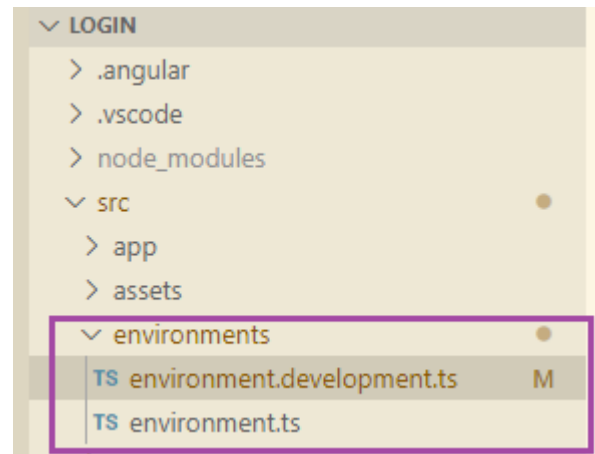 LOGIN
.angular
.vscode
node_modules
src
app
assets
environments
TS environment.development.ts M
TS environment.ts